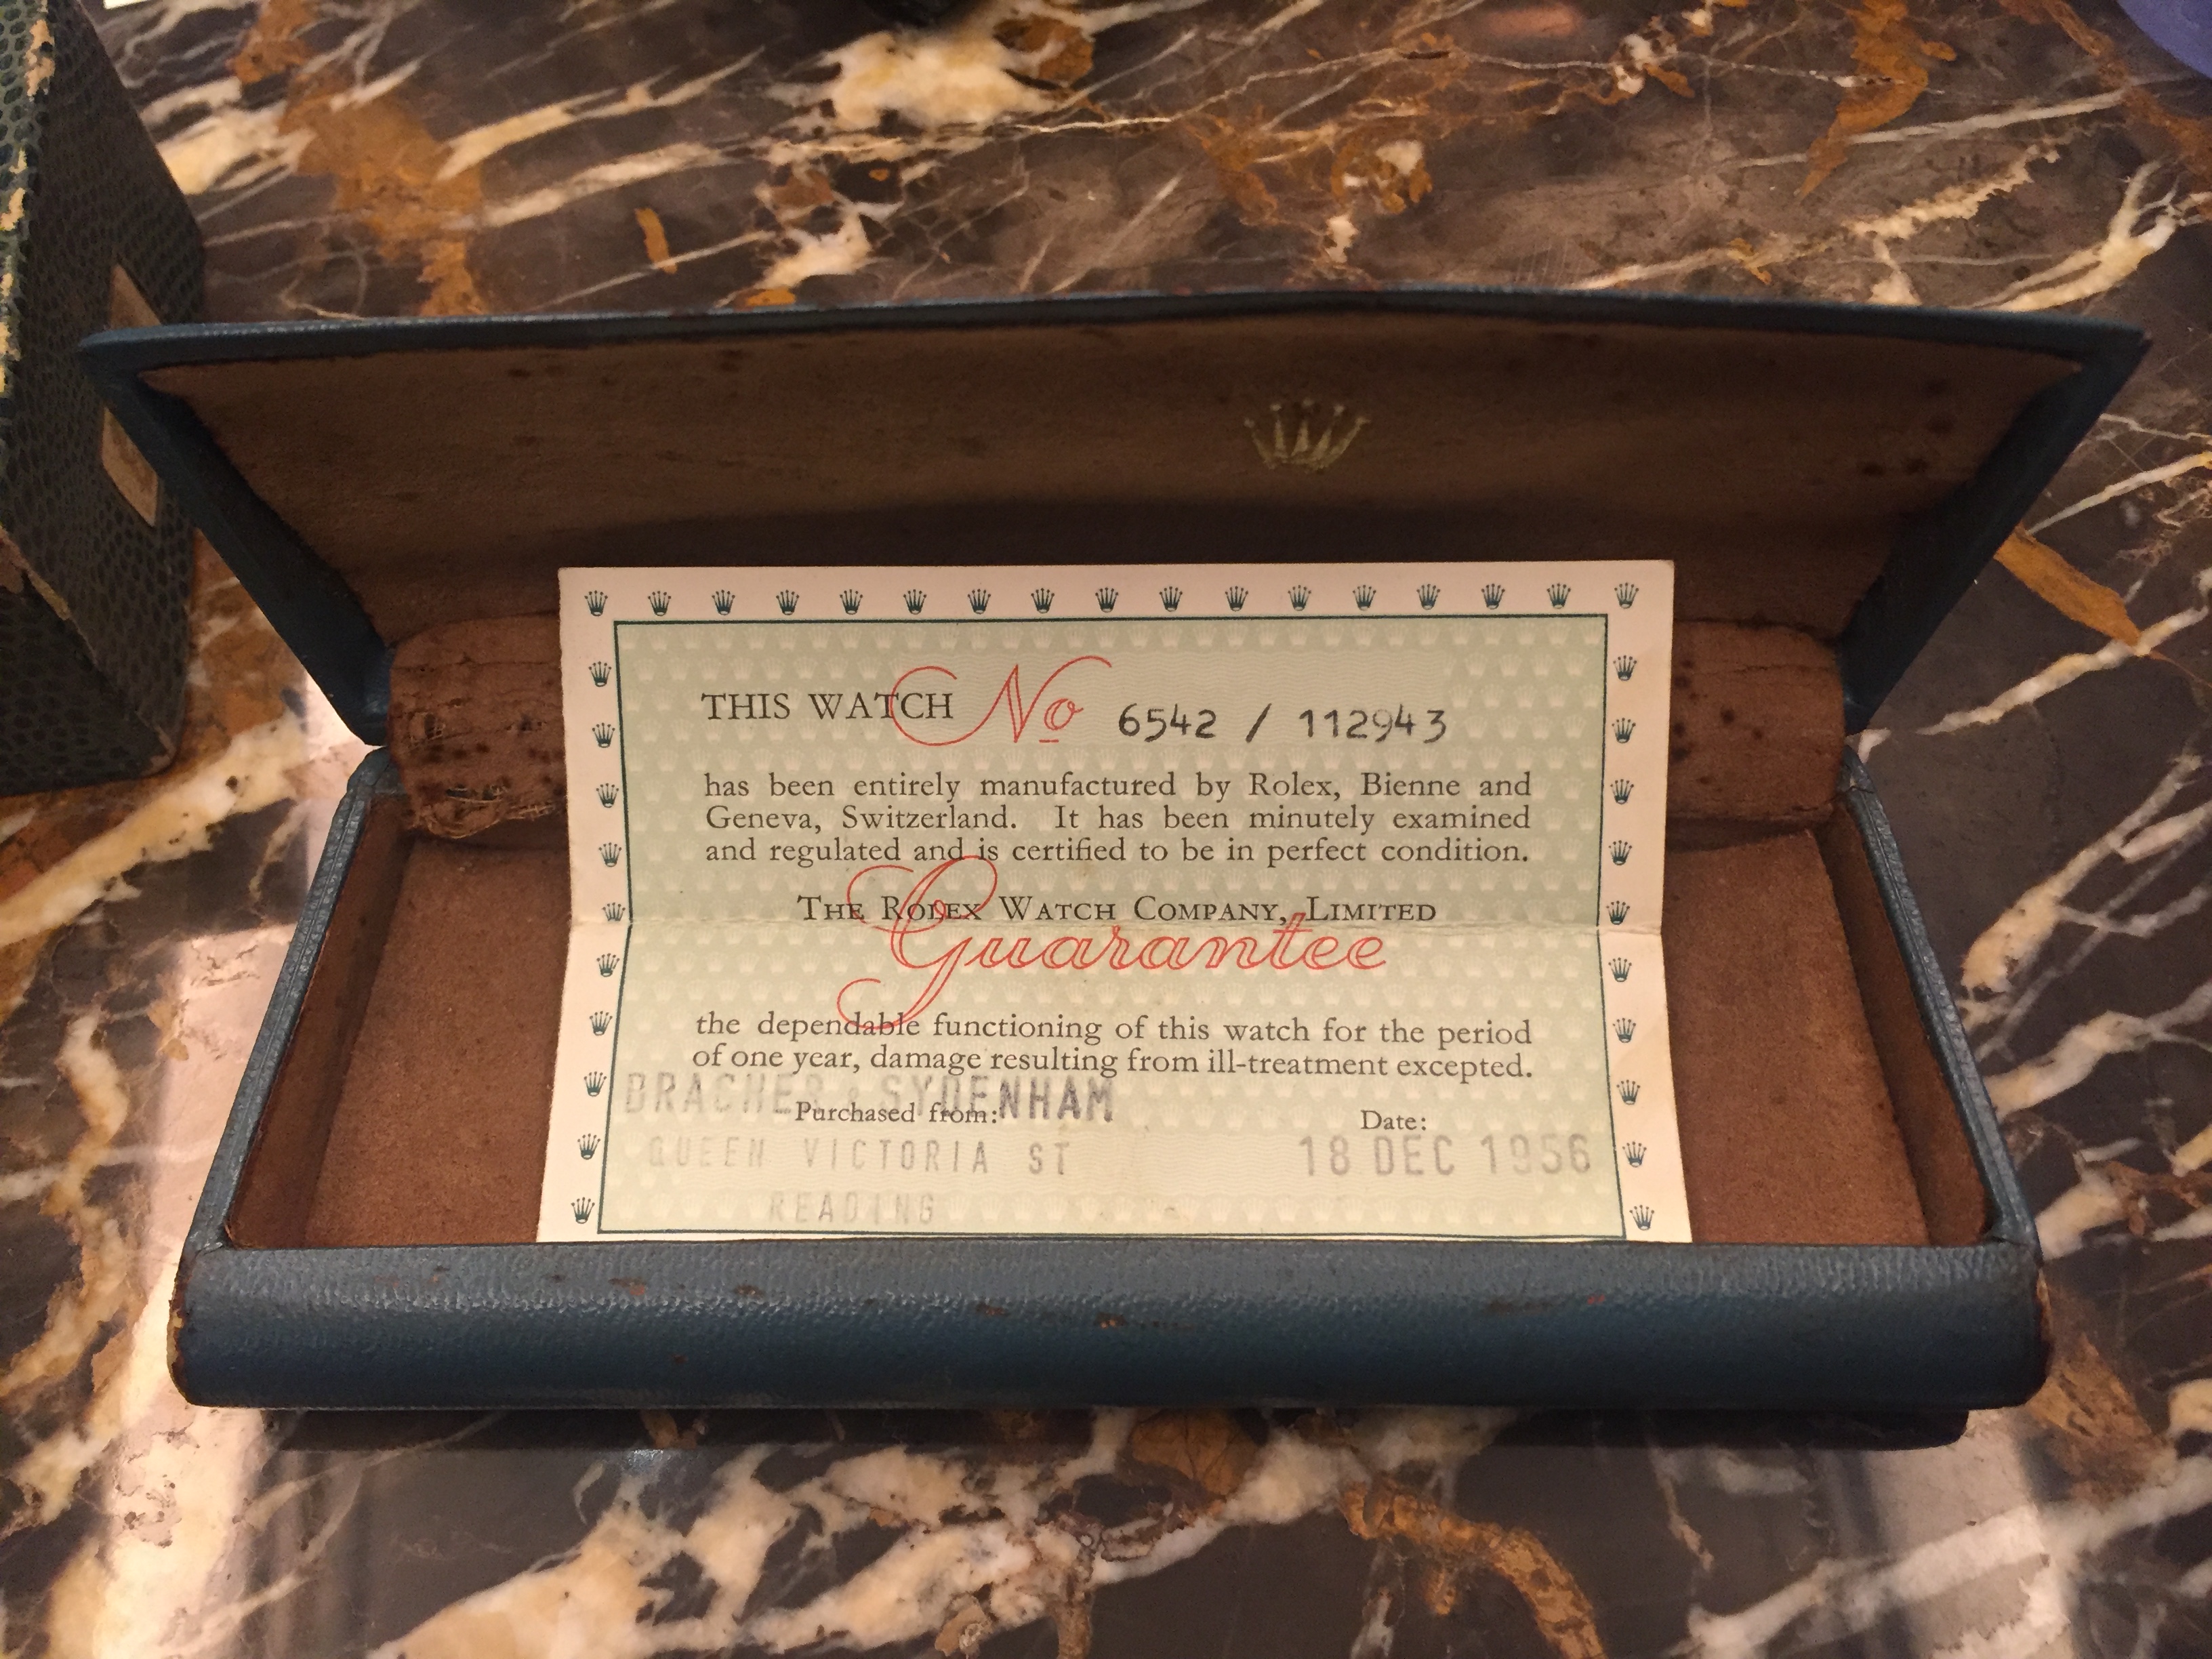 THIS WATCH No 6542 / 112943
has been entirely manufactured by Rolex, Bienne and
Geneva, Switzerland. It has been minutely examined
and regulated and is certified to be in perfect condition.
THE ROLEX WATCH COMPANY, LIMITED
Guarantee
the dependable functioning of this watch for the period
of one year, damage resulting from ill-treatment excepted.
BRACHER & SYDENHAM
Purchased from: Date:
QUEEN VICTORIA ST 18 DEC 1956
READING